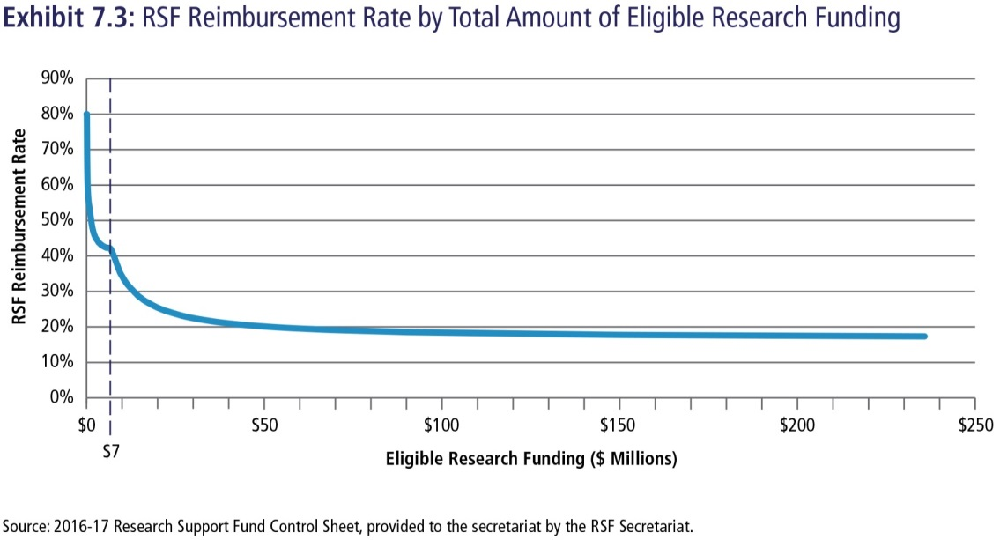 Exhibit 7.3: RSF Reimbursement Rate by Total Amount of Eligible Research Funding
RSF Reimbursement Rate
90%
80%
70%
60%
50%
40%
30%
20%
10%
0%
$0 $50 $100 $150 $200 $250
$7
Eligible Research Funding ($ Millions)
Source: 2016-17 Research Support Fund Control Sheet, provided to the secretariat by the RSF Secretariat.